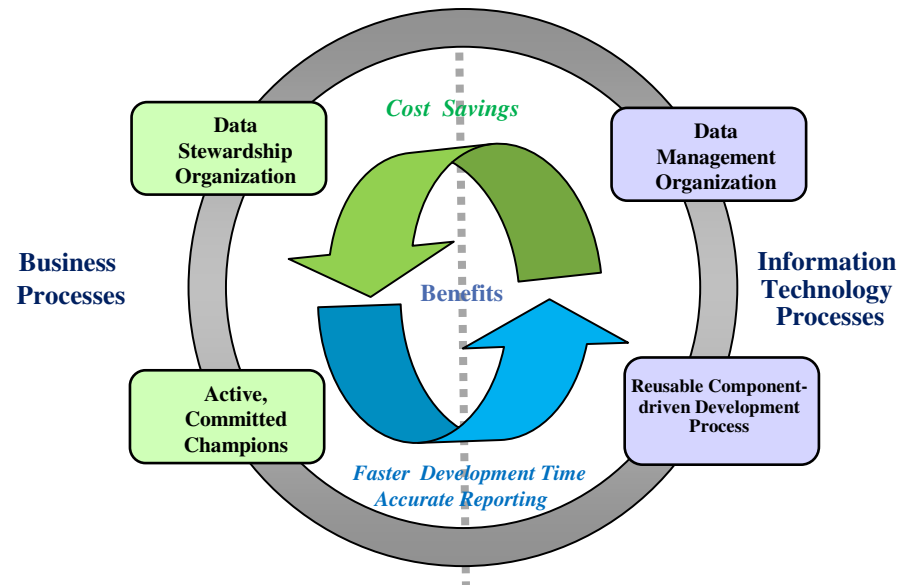 Cost Savings
Data
Stewardship
Organization
Data
Management
Organization
Business
Processes
Benefits
Information
Technology
Processes
Active,
Committed
Champions
Reusable Component-
driven Development
Process
Faster Development Time
Accurate Reporting